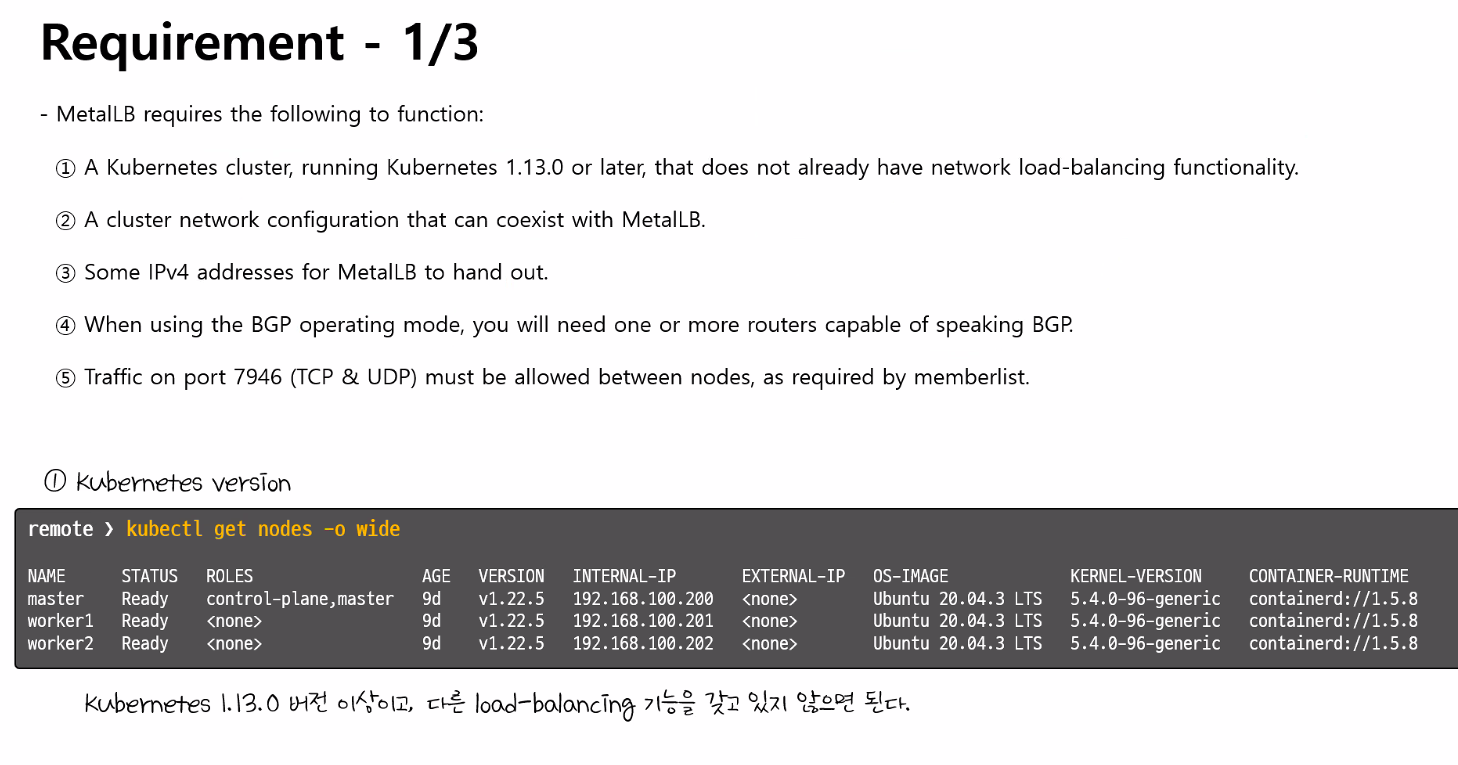 Requirement - 1/3
- MetalLB requires the following to function:
① A Kubernetes cluster, running Kubernetes 1.13.0 or later, that does not already have network load-balancing functionality.
② A cluster network configuration that can coexist with MetalLB.
③ Some IPv4 addresses for MetalLB to hand out.
④ When using the BGP operating mode, you will need one or more routers capable of speaking BGP.
⑤ Traffic on port 7946 (TCP & UDP) must be allowed between nodes, as required by memberlist.
① Kubernetes version
remote ❯ kubectl get nodes -o wide
NAME STATUS ROLES AGE VERSION INTERNAL-IP EXTERNAL-IP OS-IMAGE KERNEL-VERSION CONTAINER-RUNTIME
master Ready control-plane,master 9d v1.22.5 192.168.100.200 <none> Ubuntu 20.04.3 LTS 5.4.0-96-generic containerd://1.5.8
worker1 Ready <none> 9d v1.22.5 192.168.100.201 <none> Ubuntu 20.04.3 LTS 5.4.0-96-generic containerd://1.5.8
worker2 Ready <none> 9d v1.22.5 192.168.100.202 <none> Ubuntu 20.04.3 LTS 5.4.0-96-generic containerd://1.5.8
Kubernetes 1.13.0 버전 이상이고, 다른 load-balancing 기능을 갖고 있지 않으면 된다.